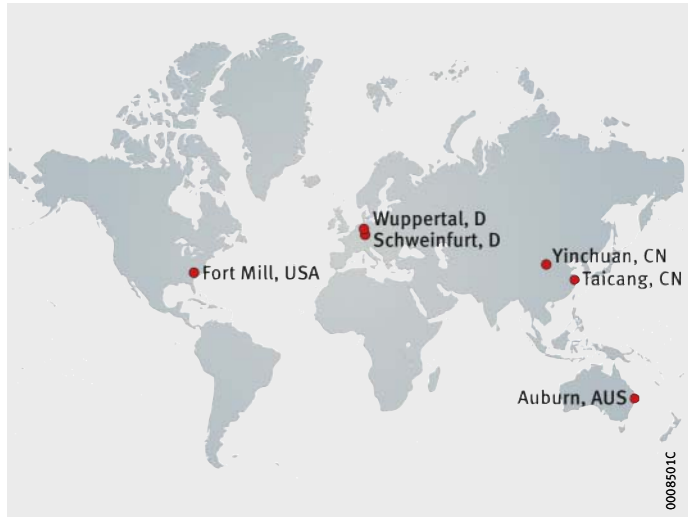 Wuppertal, D
Schweinfurt, D
Yinchuan, CN
Fort Mill, USA
Taicang, CN
Auburn, AUS
0008501C